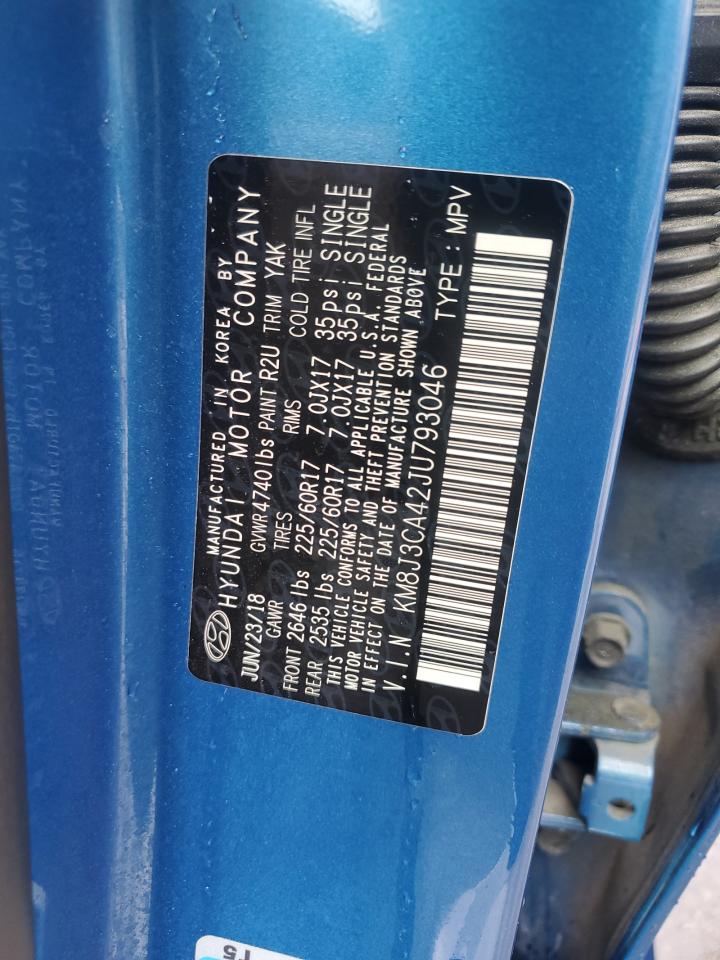 MANUFACTURED IN KOREA BY
HYUNDAI MOTOR COMPANY
JUN/23/18 GVWR 4740lbs PAINT R2U TRIM YAK
GAWR TIRES RIMS COLD TIRE INFL
FRONT 2646 lbs 225/60R17 7.0JX17 35psi SINGLE
REAR 2535 lbs 225/60R17 7.0JX17 35psi SINGLE
THIS VEHICLE CONFORMS TO ALL APPLICABLE U.S.A. FEDERAL
MOTOR VEHICLE SAFETY AND THEFT PREVENTION STANDARDS
IN EFFECT ON THE DATE OF MANUFACTURE SHOWN ABOVE
V.I.N KM8J3CA42JU793046 TYPE : MPV